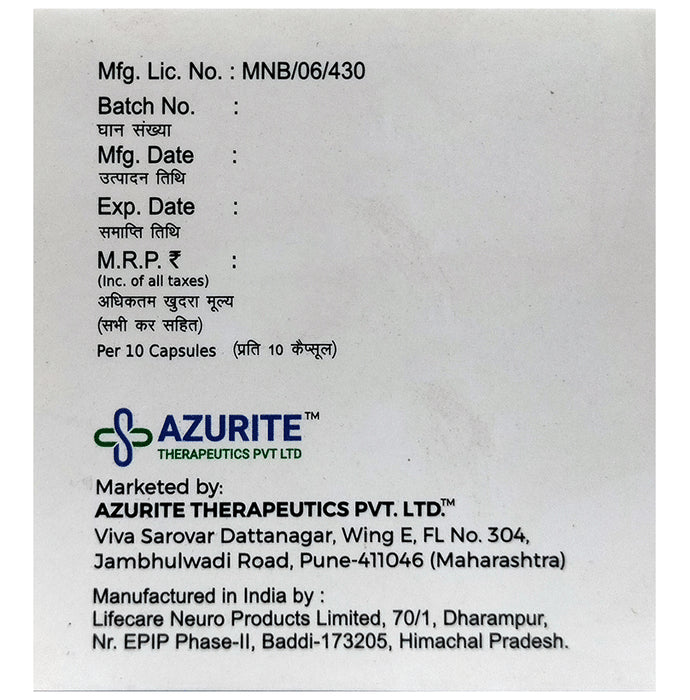 Mfg. Lic. No. : MNB/06/430
Batch No. :
घान संख्या
Mfg. Date :
उत्पादन तिथि
Exp. Date :
समाप्ति तिथि
M.R.P. ₹ :
(Inc. of all taxes)
अधिकतम खुदरा मूल्य
(सभी कर सहित)
Per 10 Capsules (प्रति 10 कैप्सूल)
AZURITE™
THERAPEUTICS PVT LTD
Marketed by:
AZURITE THERAPEUTICS PVT. LTD.™
Viva Sarovar Dattanagar, Wing E, FL No. 304,
Jambhulwadi Road, Pune-411046 (Maharashtra)
Manufactured in India by :
Lifecare Neuro Products Limited, 70/1, Dharampur,
Nr. EPIP Phase-II, Baddi-173205, Himachal Pradesh.